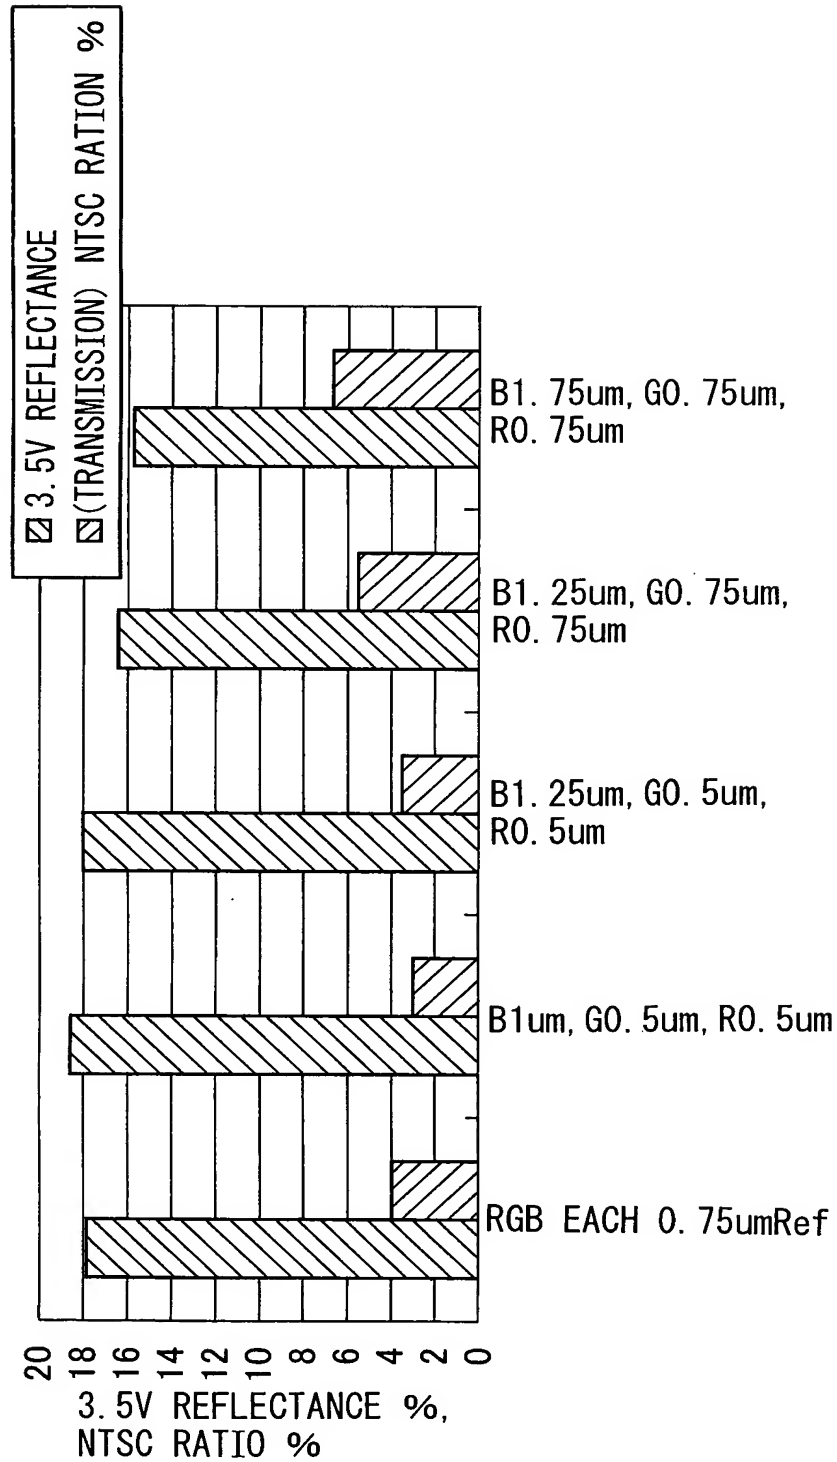 3.5V REFLECTANCE
(TRANSMISSION) NTSC RATION %
B1.75um, G0.75um,
R0.75um
B1.25um, G0.75um,
R0.75um
B1.25um, G0.5um,
R0.5um
B1um, G0.5um, R0.5um
RGB EACH 0.75umRef
20
18
16
14
12
10
8
6
4
2
0
3.5V REFLECTANCE %,
NTSC RATIO %